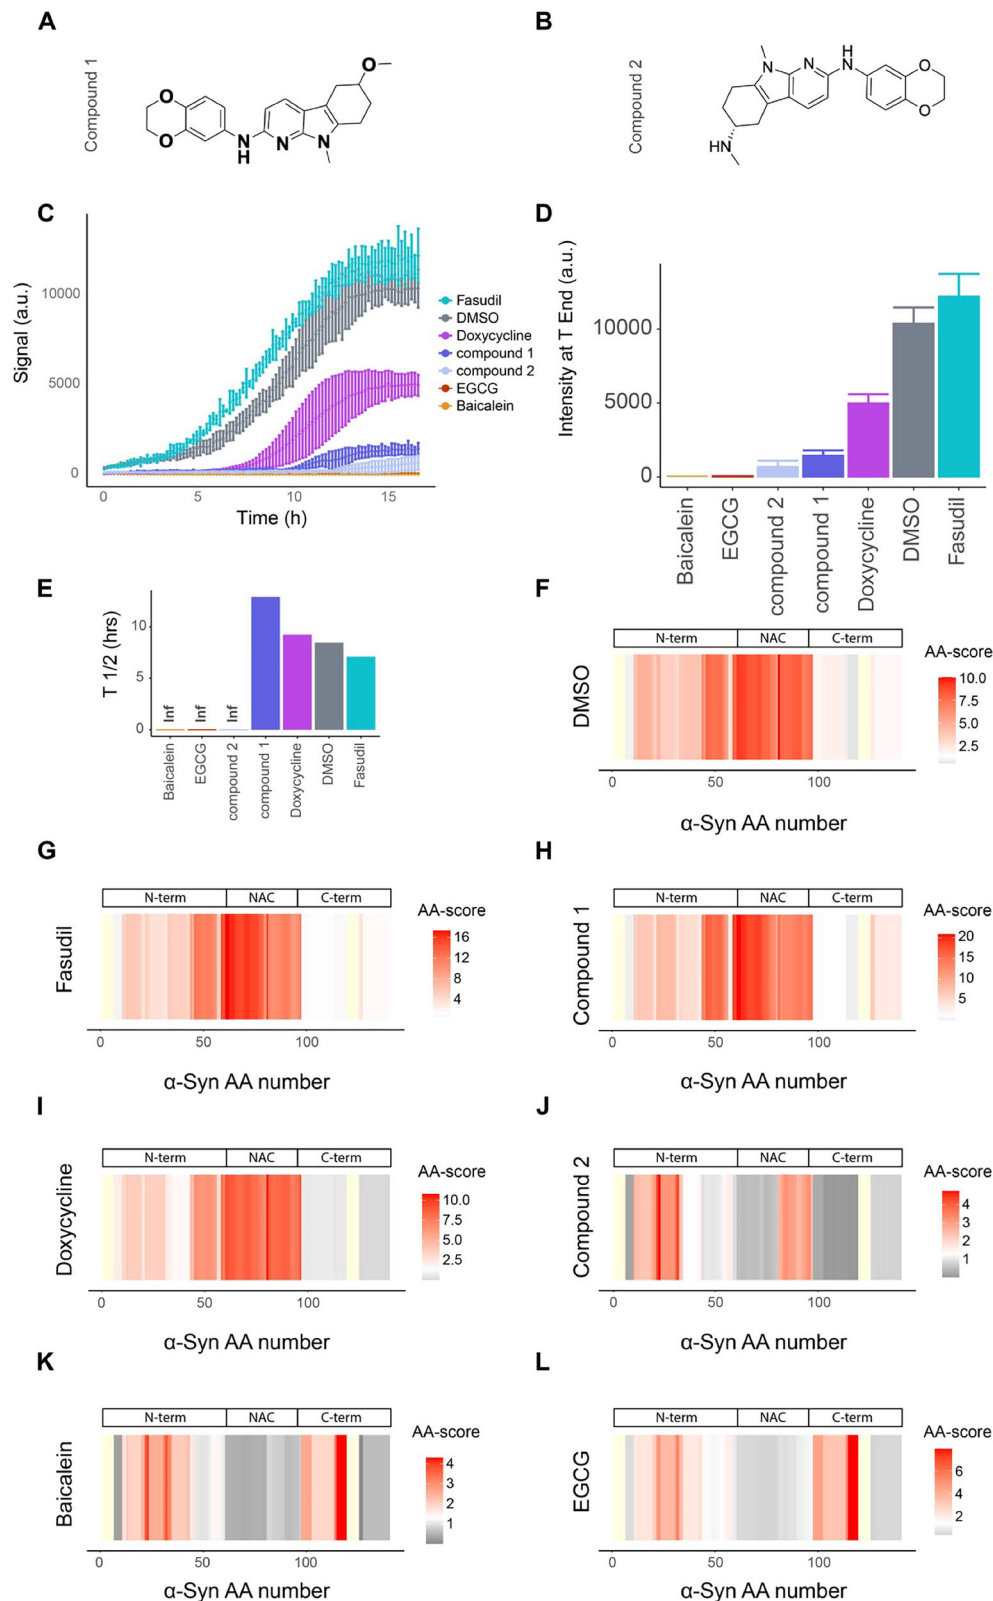 A
B
Compound 1
O
O
N
H
N
N
O
Compound 2
N
N
H
N
O
O
HN
C
Signal (a.u.)
10000
5000
0
0
5
10
15
Time (h)
Fasudil
DMSO
Doxycycline
compound 1
compound 2
EGCG
Baicalein
D
Intensity at T End (a.u.)
10000
5000
0
Baicalein
EGCG
compound 2
compound 1
Doxycycline
DMSO
Fasudil
E
T 1/2 (hrs)
10
5
0
Inf
Inf
Inf
Baicalein
EGCG
compound 2
compound 1
Doxycycline
DMSO
Fasudil
F
DMSO
N-term
NAC
C-term
AA-score
10.0
7.5
5.0
2.5
0
50
100
α-Syn AA number
G
Fasudil
N-term
NAC
C-term
AA-score
16
12
8
4
0
50
100
α-Syn AA number
H
Compound 1
N-term
NAC
C-term
AA-score
20
15
10
5
0
50
100
α-Syn AA number
I
Doxycycline
N-term
NAC
C-term
AA-score
10.0
7.5
5.0
2.5
0
50
100
α-Syn AA number
J
Compound 2
N-term
NAC
C-term
AA-score
4
3
2
1
0
50
100
α-Syn AA number
K
Baicalein
N-term
NAC
C-term
AA-score
4
3
2
1
0
50
100
α-Syn AA number
L
EGCG
N-term
NAC
C-term
AA-score
6
4
2
0
50
100
α-Syn AA number